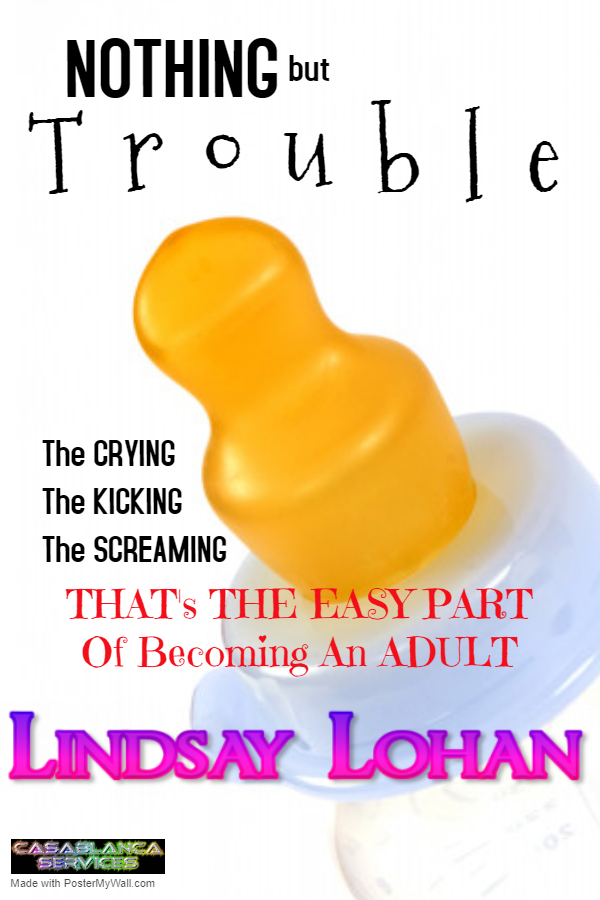 NOTHING but
Trouble
The CRYING
The KICKING
The SCREAMING
THAT's THE EASY PART
Of Becoming An ADULT
LINDSAY LOHAN
CASABLANCA
SERVICES
Made with PosterMyWall.com
20